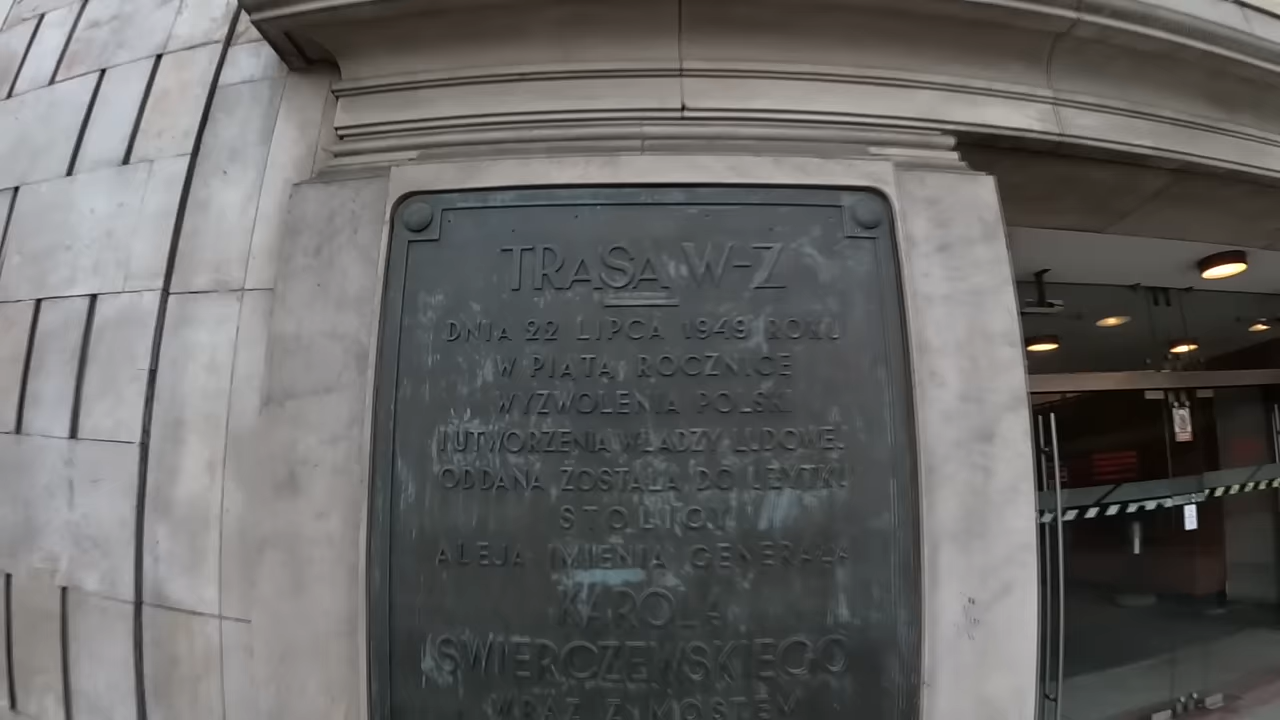 TRASA W-Z
DNIA 22 LIPCA 1949 ROKU
W PIĄTĄ ROCZNICĘ
WYZWOLENIA POLSKI
I UTWORZENIA WŁADZY LUDOWEJ
ODDANA ZOSTAŁA DO UŻYTKU
STOLICY
ALEJA IMIENIA GENERAŁA
KAROLA
ŚWIERCZEWSKIEGO
WRAZ Z MOSTEM